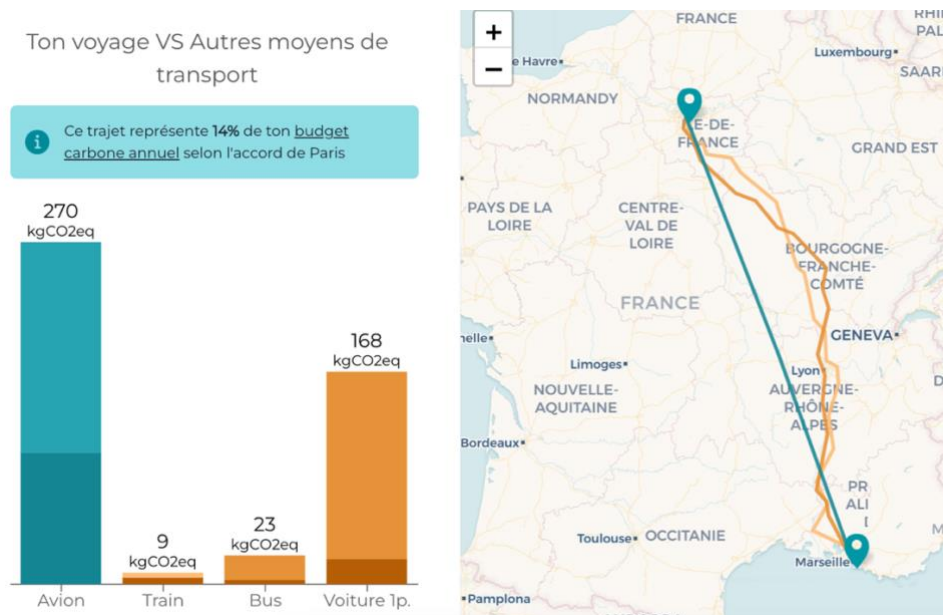 Ton voyage VS Autres moyens de
transport
Ce trajet représente 14% de ton budget
carbone annuel selon l'accord de Paris
270
kgCO2eq
9
kgCO2eq
23
kgCO2eq
168
kgCO2eq
Avion
Train
Bus
Voiture 1p.
+
−
FRANCE
Luxembourg
SAAR
e Havre
NORMANDY
E-DE-
FRANCE
GRAND EST
PAYS DE LA
LOIRE
CENTRE-
VAL DE
LOIRE
BOURGOGNE-
FRANCHE-
COMTÉ
FRANCE
GENEVA
Limoges
Lyon
NOUVELLE-
AQUITAINE
AUVERGNE-
RHÔNE-
ALPES
Bordeaux
PR
Toulouse
OCCITANIE
Marseille
Pamplona